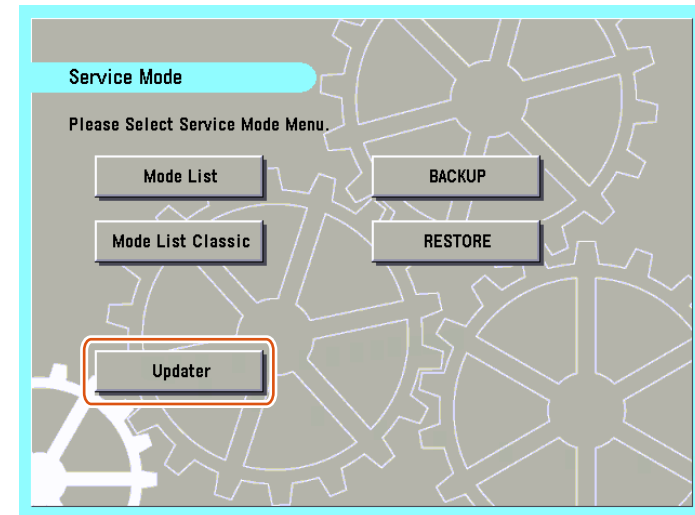 Service Mode
Please Select Service Mode Menu.
Mode List
BACKUP
Mode List Classic
RESTORE
Updater